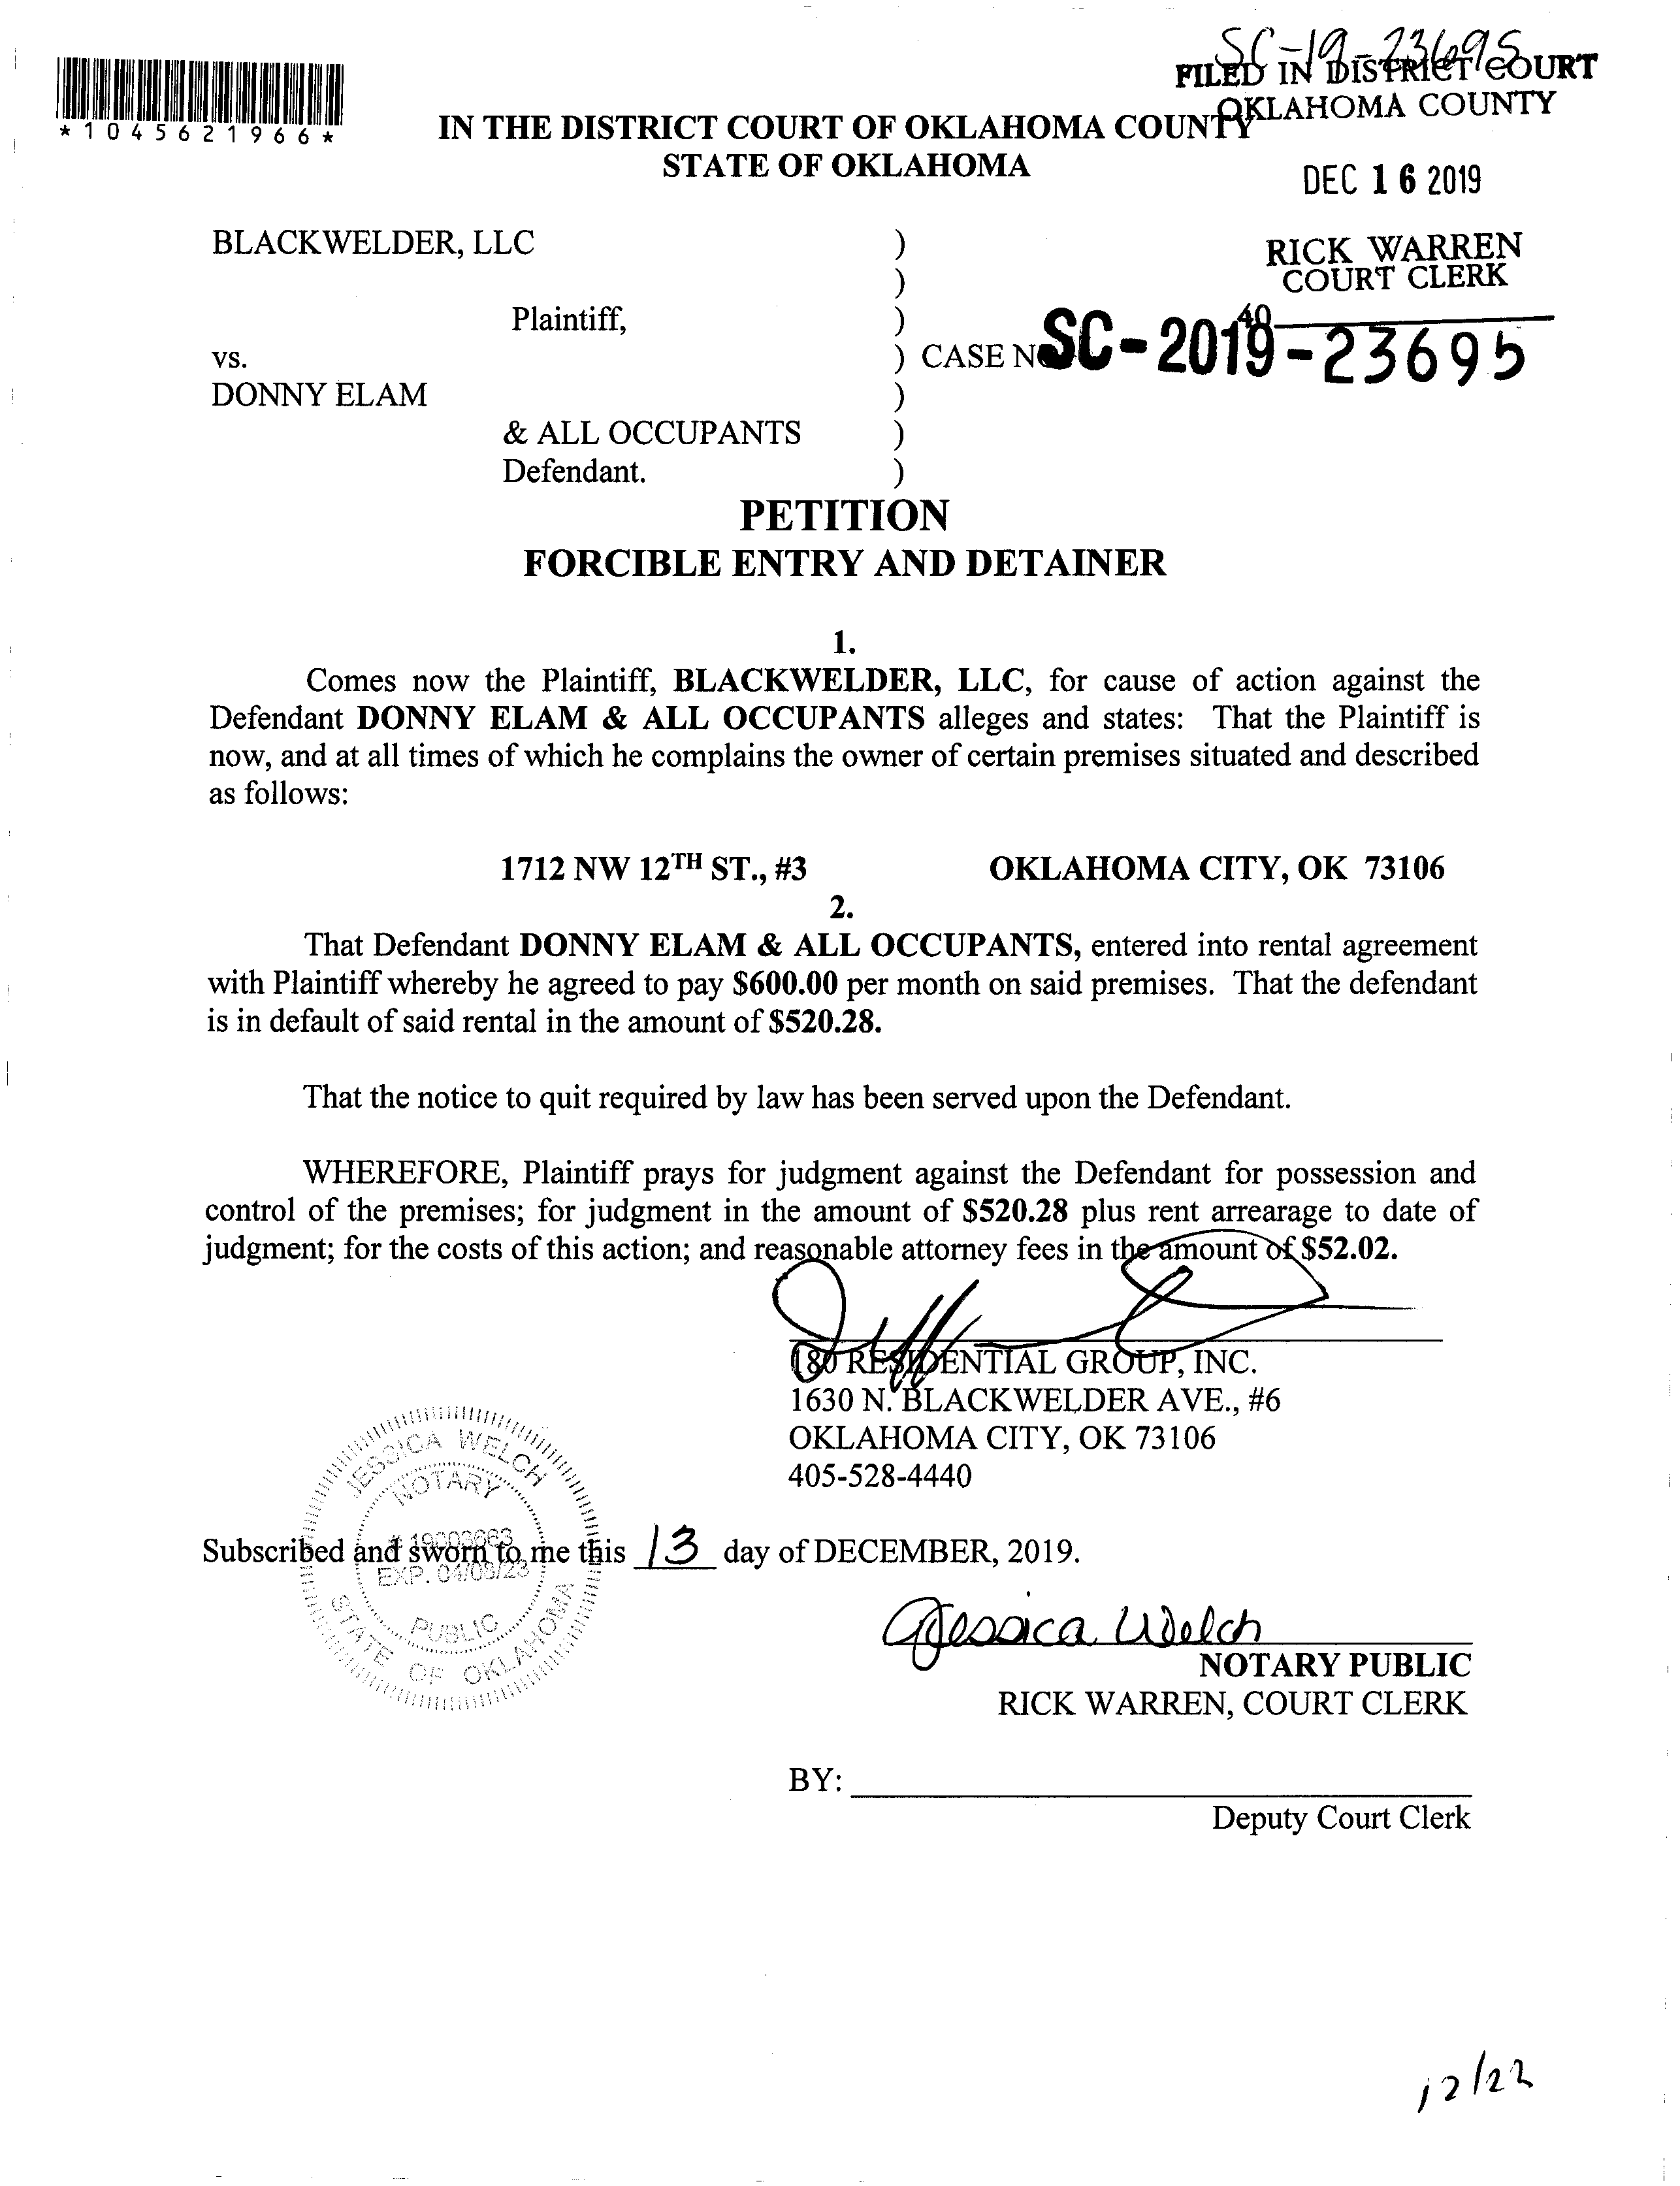 SC-19-23695
FILED IN DISTRICT COURT
OKLAHOMA COUNTY
*1045621966*
IN THE DISTRICT COURT OF OKLAHOMA COUNTY
STATE OF OKLAHOMA
DEC 16 2019
BLACKWELDER, LLC )
RICK WARREN
COURT CLERK
)
Plaintiff, )
40
vs. ) CASE NO SC-2019-23695
DONNY ELAM )
& ALL OCCUPANTS )
Defendant. )
PETITION
FORCIBLE ENTRY AND DETAINER
1.
Comes now the Plaintiff, BLACKWELDER, LLC, for cause of action against the
Defendant DONNY ELAM & ALL OCCUPANTS alleges and states: That the Plaintiff is
now, and at all times of which he complains the owner of certain premises situated and described
as follows:
1712 NW 12TH ST., #3 OKLAHOMA CITY, OK 73106
2.
That Defendant DONNY ELAM & ALL OCCUPANTS, entered into rental agreement
with Plaintiff whereby he agreed to pay $600.00 per month on said premises. That the defendant
is in default of said rental in the amount of $520.28.
That the notice to quit required by law has been served upon the Defendant.
WHEREFORE, Plaintiff prays for judgment against the Defendant for possession and
control of the premises; for judgment in the amount of $520.28 plus rent arrearage to date of
judgment; for the costs of this action; and reasonable attorney fees in the amount of $52.02.
180 RESIDENTIAL GROUP, INC.
1630 N. BLACKWELDER AVE., #6
OKLAHOMA CITY, OK 73106
405-528-4440
JESSICA WELCH
NOTARY
# 19003663
EXP. 04/08/23
PUBLIC
STATE OF OKLAHOMA
Subscribed and sworn to me this 13 day of DECEMBER, 2019.
Jessica Welch
NOTARY PUBLIC
RICK WARREN, COURT CLERK
BY:
Deputy Court Clerk
12/22